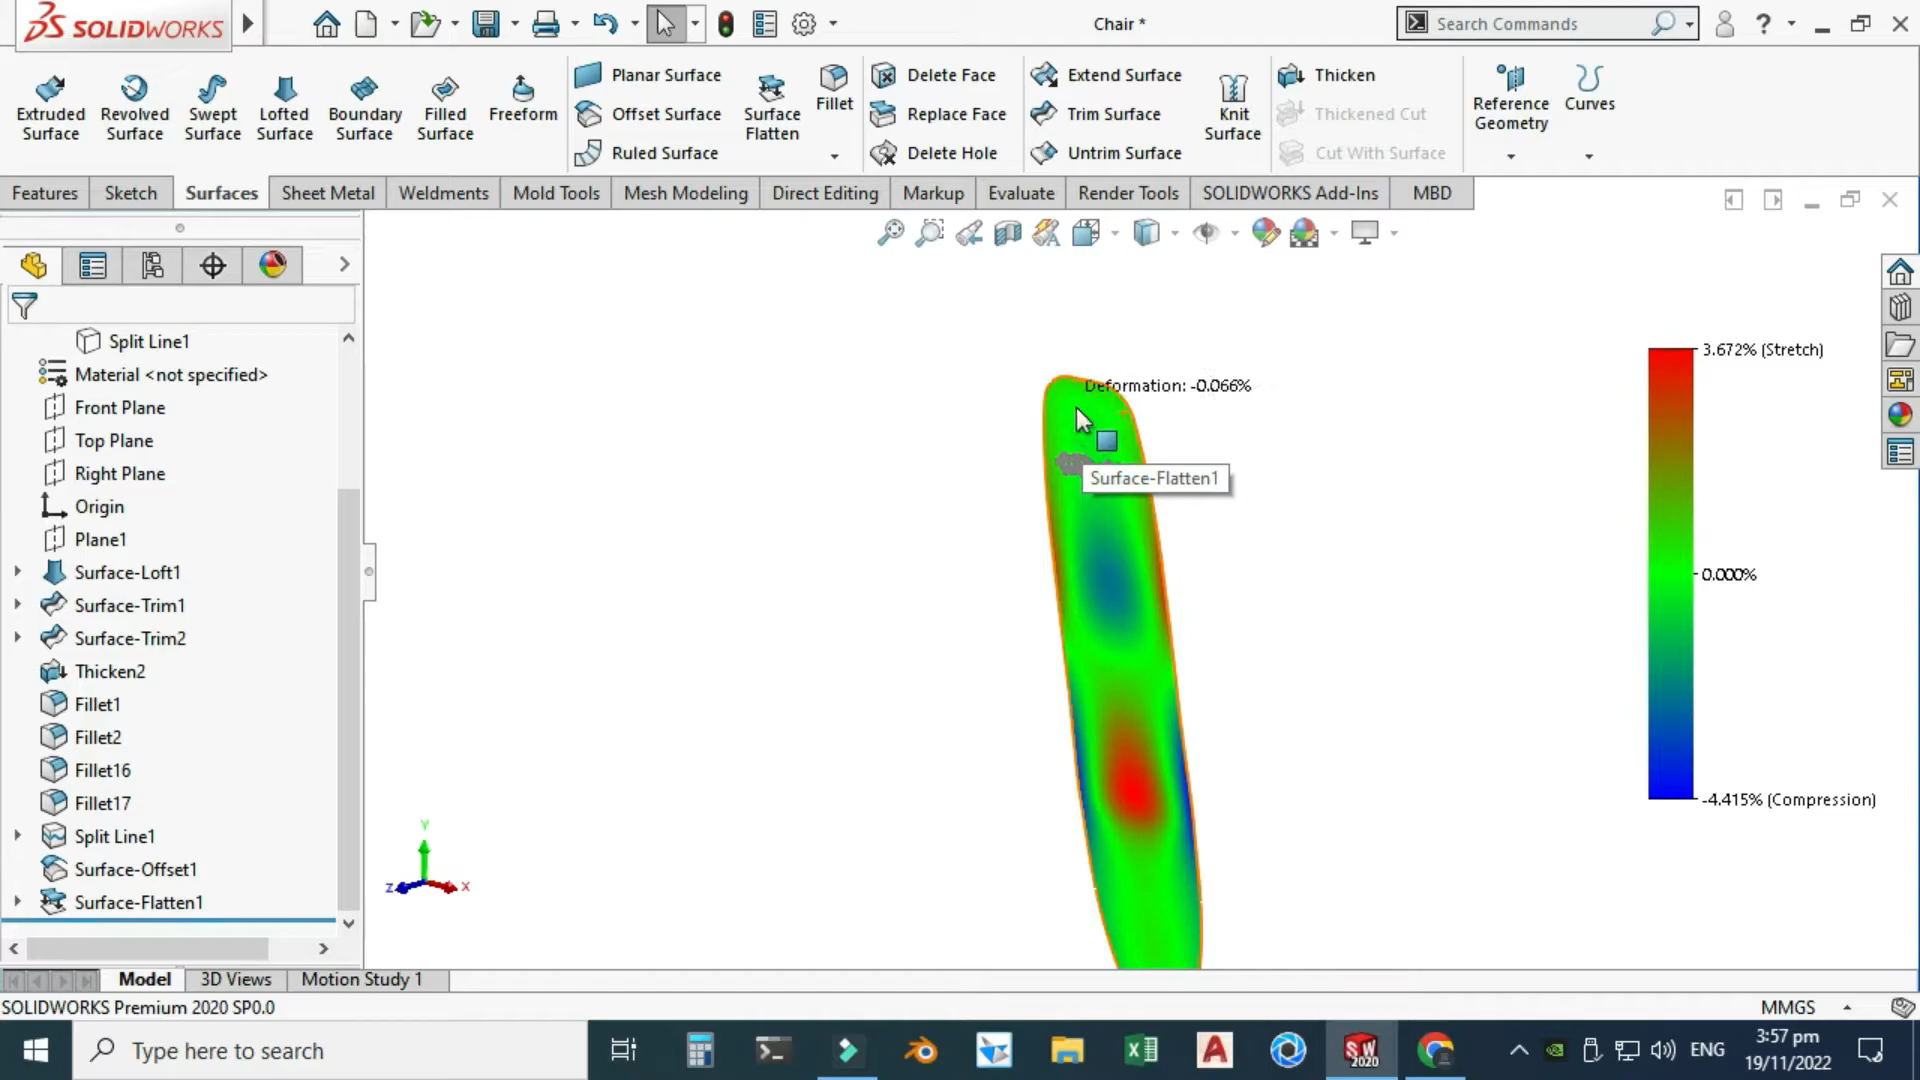 SOLIDWORKS
Chair *
Search Commands
Extruded Surface
Revolved Surface
Swept Surface
Lofted Surface
Boundary Surface
Filled Surface
Freeform
Planar Surface
Offset Surface
Ruled Surface
Surface Flatten
Fillet
Delete Face
Replace Face
Delete Hole
Extend Surface
Trim Surface
Untrim Surface
Knit Surface
Thicken
Thickened Cut
Cut With Surface
Reference Geometry
Curves
Features
Sketch
Surfaces
Sheet Metal
Weldments
Mold Tools
Mesh Modeling
Direct Editing
Markup
Evaluate
Render Tools
SOLIDWORKS Add-Ins
MBD
Split Line1
Material <not specified>
Front Plane
Top Plane
Right Plane
Origin
Plane1
Surface-Loft1
Surface-Trim1
Surface-Trim2
Thicken2
Fillet1
Fillet2
Fillet16
Fillet17
Split Line1
Surface-Offset1
Surface-Flatten1
Deformation: -0.066%
Surface-Flatten1
3.672% (Stretch)
0.000%
-4.415% (Compression)
Y
Z
X
Model
3D Views
Motion Study 1
SOLIDWORKS Premium 2020 SP0.0
MMGS
Type here to search
SW
2020
ENG
3:57 pm
19/11/2022